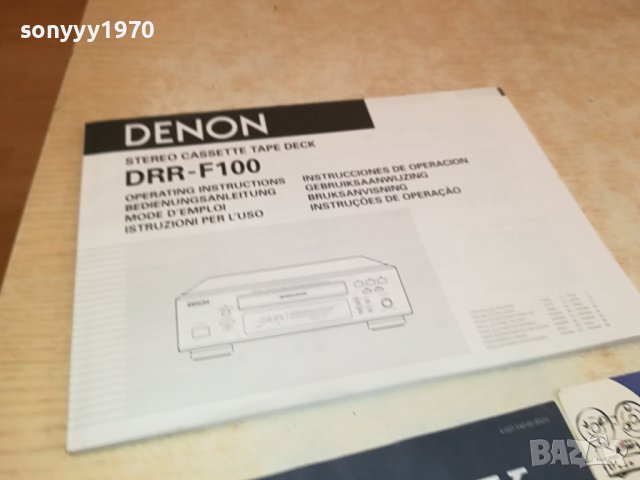 sonyyy1970
DENON
STEREO CASSETTE TAPE DECK
DRR-F100
OPERATING INSTRUCTIONS
BEDIENUNGSANLEITUNG
MODE D'EMPLOI
ISTRUZIONI PER L'USO
INSTRUCCIONES DE OPERACION
GEBRUIKSAANWIJZING
BRUKSANVISNING
INSTRUÇÕES DE OPERAÇÃO
DENON
BAZAR